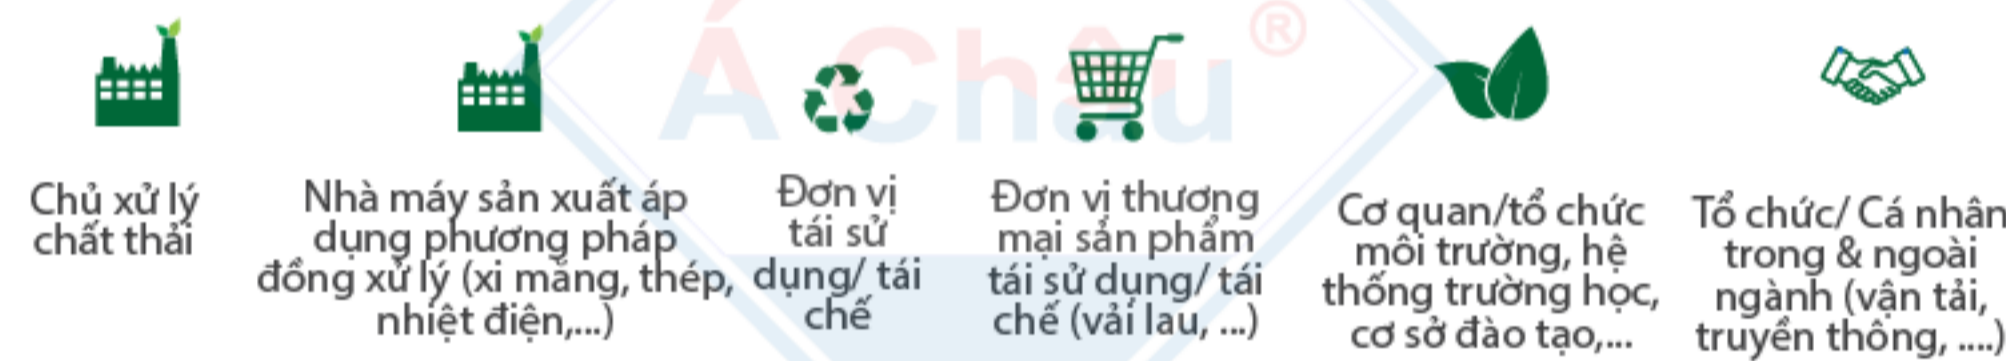 Á Châu ®
Chủ xử lý
chất thải
Nhà máy sản xuất áp
dụng phương pháp
đồng xử lý (xi măng, thép,
nhiệt điện,...)
Đơn vị
tái sử
dụng/ tái
chế
Đơn vị thương
mại sản phẩm
tái sử dụng/ tái
chế (vải lau, ...)
Cơ quan/tổ chức
môi trường, hệ
thống trường học,
cơ sở đào tạo,...
Tổ chức/ Cá nhân
trong & ngoài
ngành (vận tải,
truyền thông, ....)